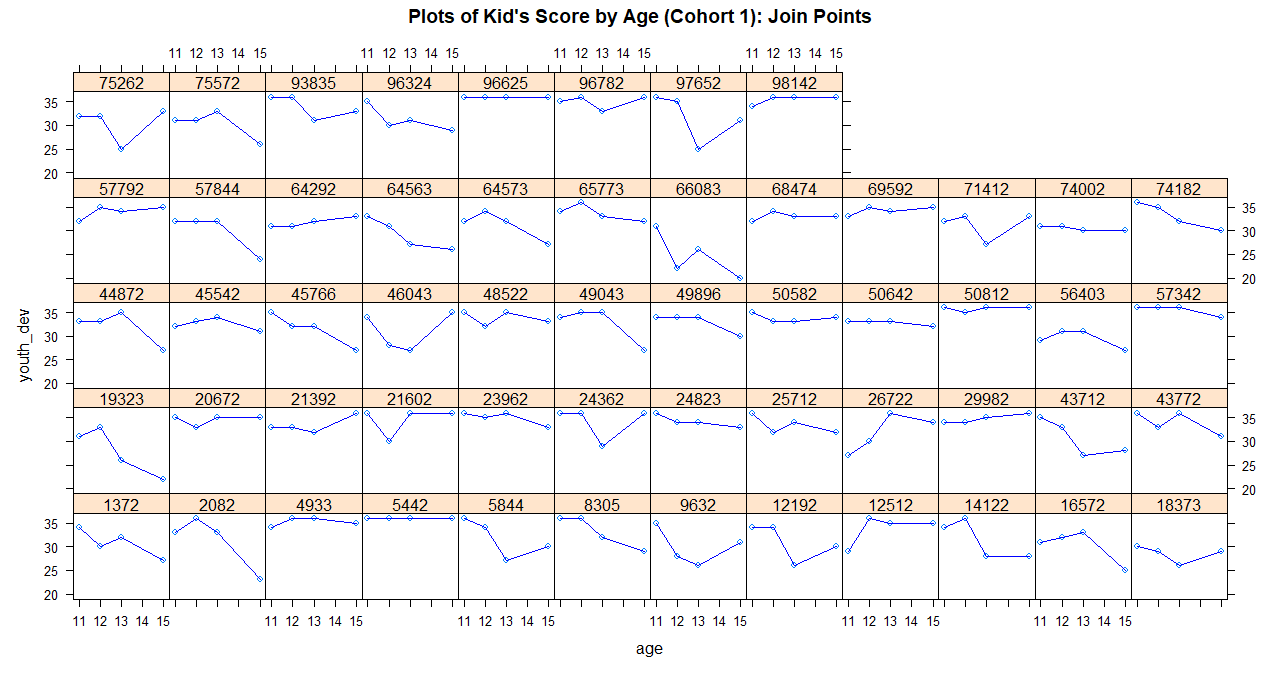 Plots of Kid's Score by Age (Cohort 1): Join Points
11 12 13 14 15 11 12 13 14 15 11 12 13 14 15 11 12 13 14 15
75262 75572 93835 96324 96625 96782 97652 98142
35
30
25
20
57792 57844 64292 64563 64573 65773 66083 68474 69592 71412 74002 74182
35
30
25
20
44872 45542 45766 46043 48522 49043 49896 50582 50642 50812 56403 57342
35
30
25
20
youth_dev
19323 20672 21392 21602 23962 24362 24823 25712 26722 29982 43712 43772
35
30
25
20
1372 2082 4933 5442 5844 8305 9632 12192 12512 14122 16572 18373
35
30
25
20
11 12 13 14 15 11 12 13 14 15 11 12 13 14 15 11 12 13 14 15 11 12 13 14 15 11 12 13 14 15
age